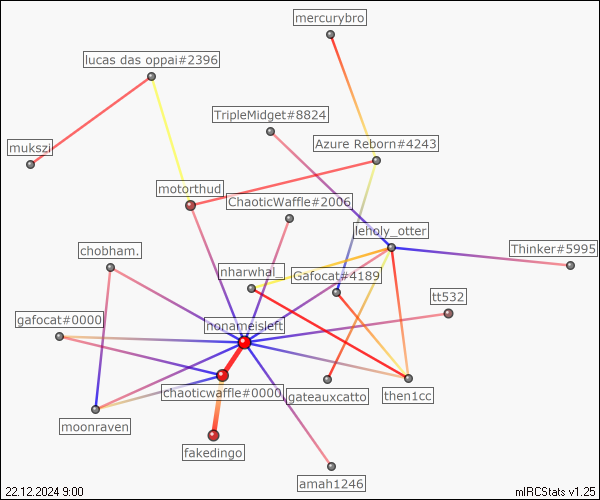 mercurybro
lucas das oppai#2396
TripleMidget#8824
Azure Reborn#4243
mukszi
motorthud
ChaoticWaffle#2006
leholy_otter
chobham.
Thinker#5995
nharwhal_
Gafocat#4189
tt532
gafocat#0000
nonameisleft
chaoticwaffle#0000
gateauxcatto
then1cc
moonraven
fakedingo
amah1246
22.12.2024 9:00
mIRCStats v1.25